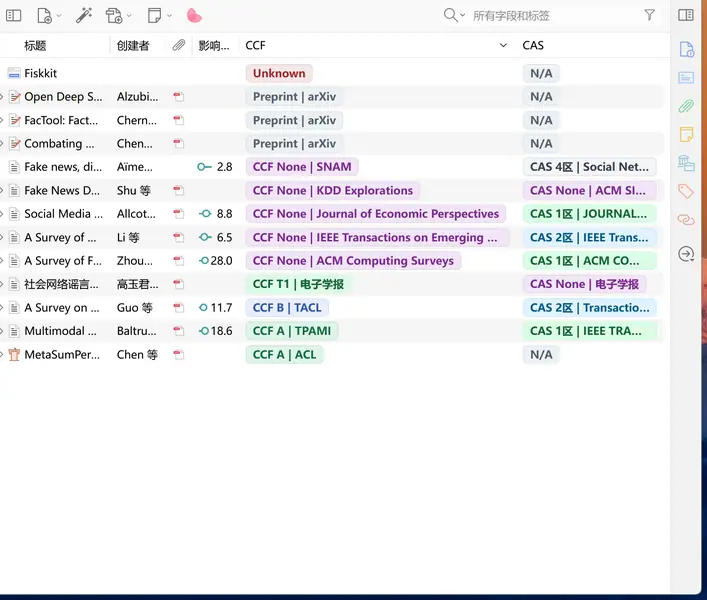 所有字段和标签
标题 创建者 影响... CCF CAS
Fiskkit Unknown N/A
Open Deep S... Alzubi... Preprint | arXiv N/A
FacTool: Fact... Chern... Preprint | arXiv N/A
Combating ... Chen... Preprint | arXiv N/A
Fake news, di... Aïme... 2.8 CCF None | SNAM CAS 4区 | Social Net...
Fake News D... Shu 等 CCF None | KDD Explorations CAS None | ACM SI...
Social Media ... Allcot... 8.8 CCF None | Journal of Economic Perspectives CAS 1区 | JOURNAL...
A Survey of ... Li 等 6.5 CCF None | IEEE Transactions on Emerging ... CAS 2区 | IEEE Trans...
A Survey of F... Zhou... 28.0 CCF None | ACM Computing Surveys CAS 1区 | ACM CO...
社会网络谣言... 高玉君... CCF T1 | 电子学报 CAS None | 电子学报
A Survey on ... Guo 等 11.7 CCF B | TACL CAS 2区 | Transactio...
Multimodal ... Baltru... 18.6 CCF A | TPAMI CAS 1区 | IEEE TRA...
MetaSumPer... Chen 等 CCF A | ACL N/A